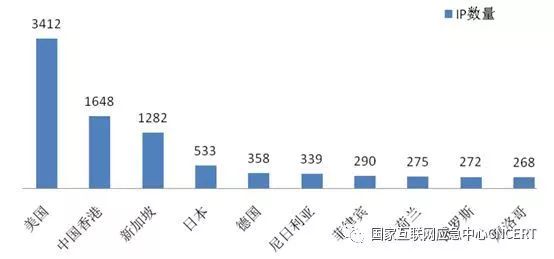 IP数量
3412
1648
1282
533
358
339
290
275
272
268
美国
中国香港
新加坡
日本
德国
尼日利亚
菲律宾
荷兰
俄罗斯
摩洛哥
国家互联网应急中心CNCERT